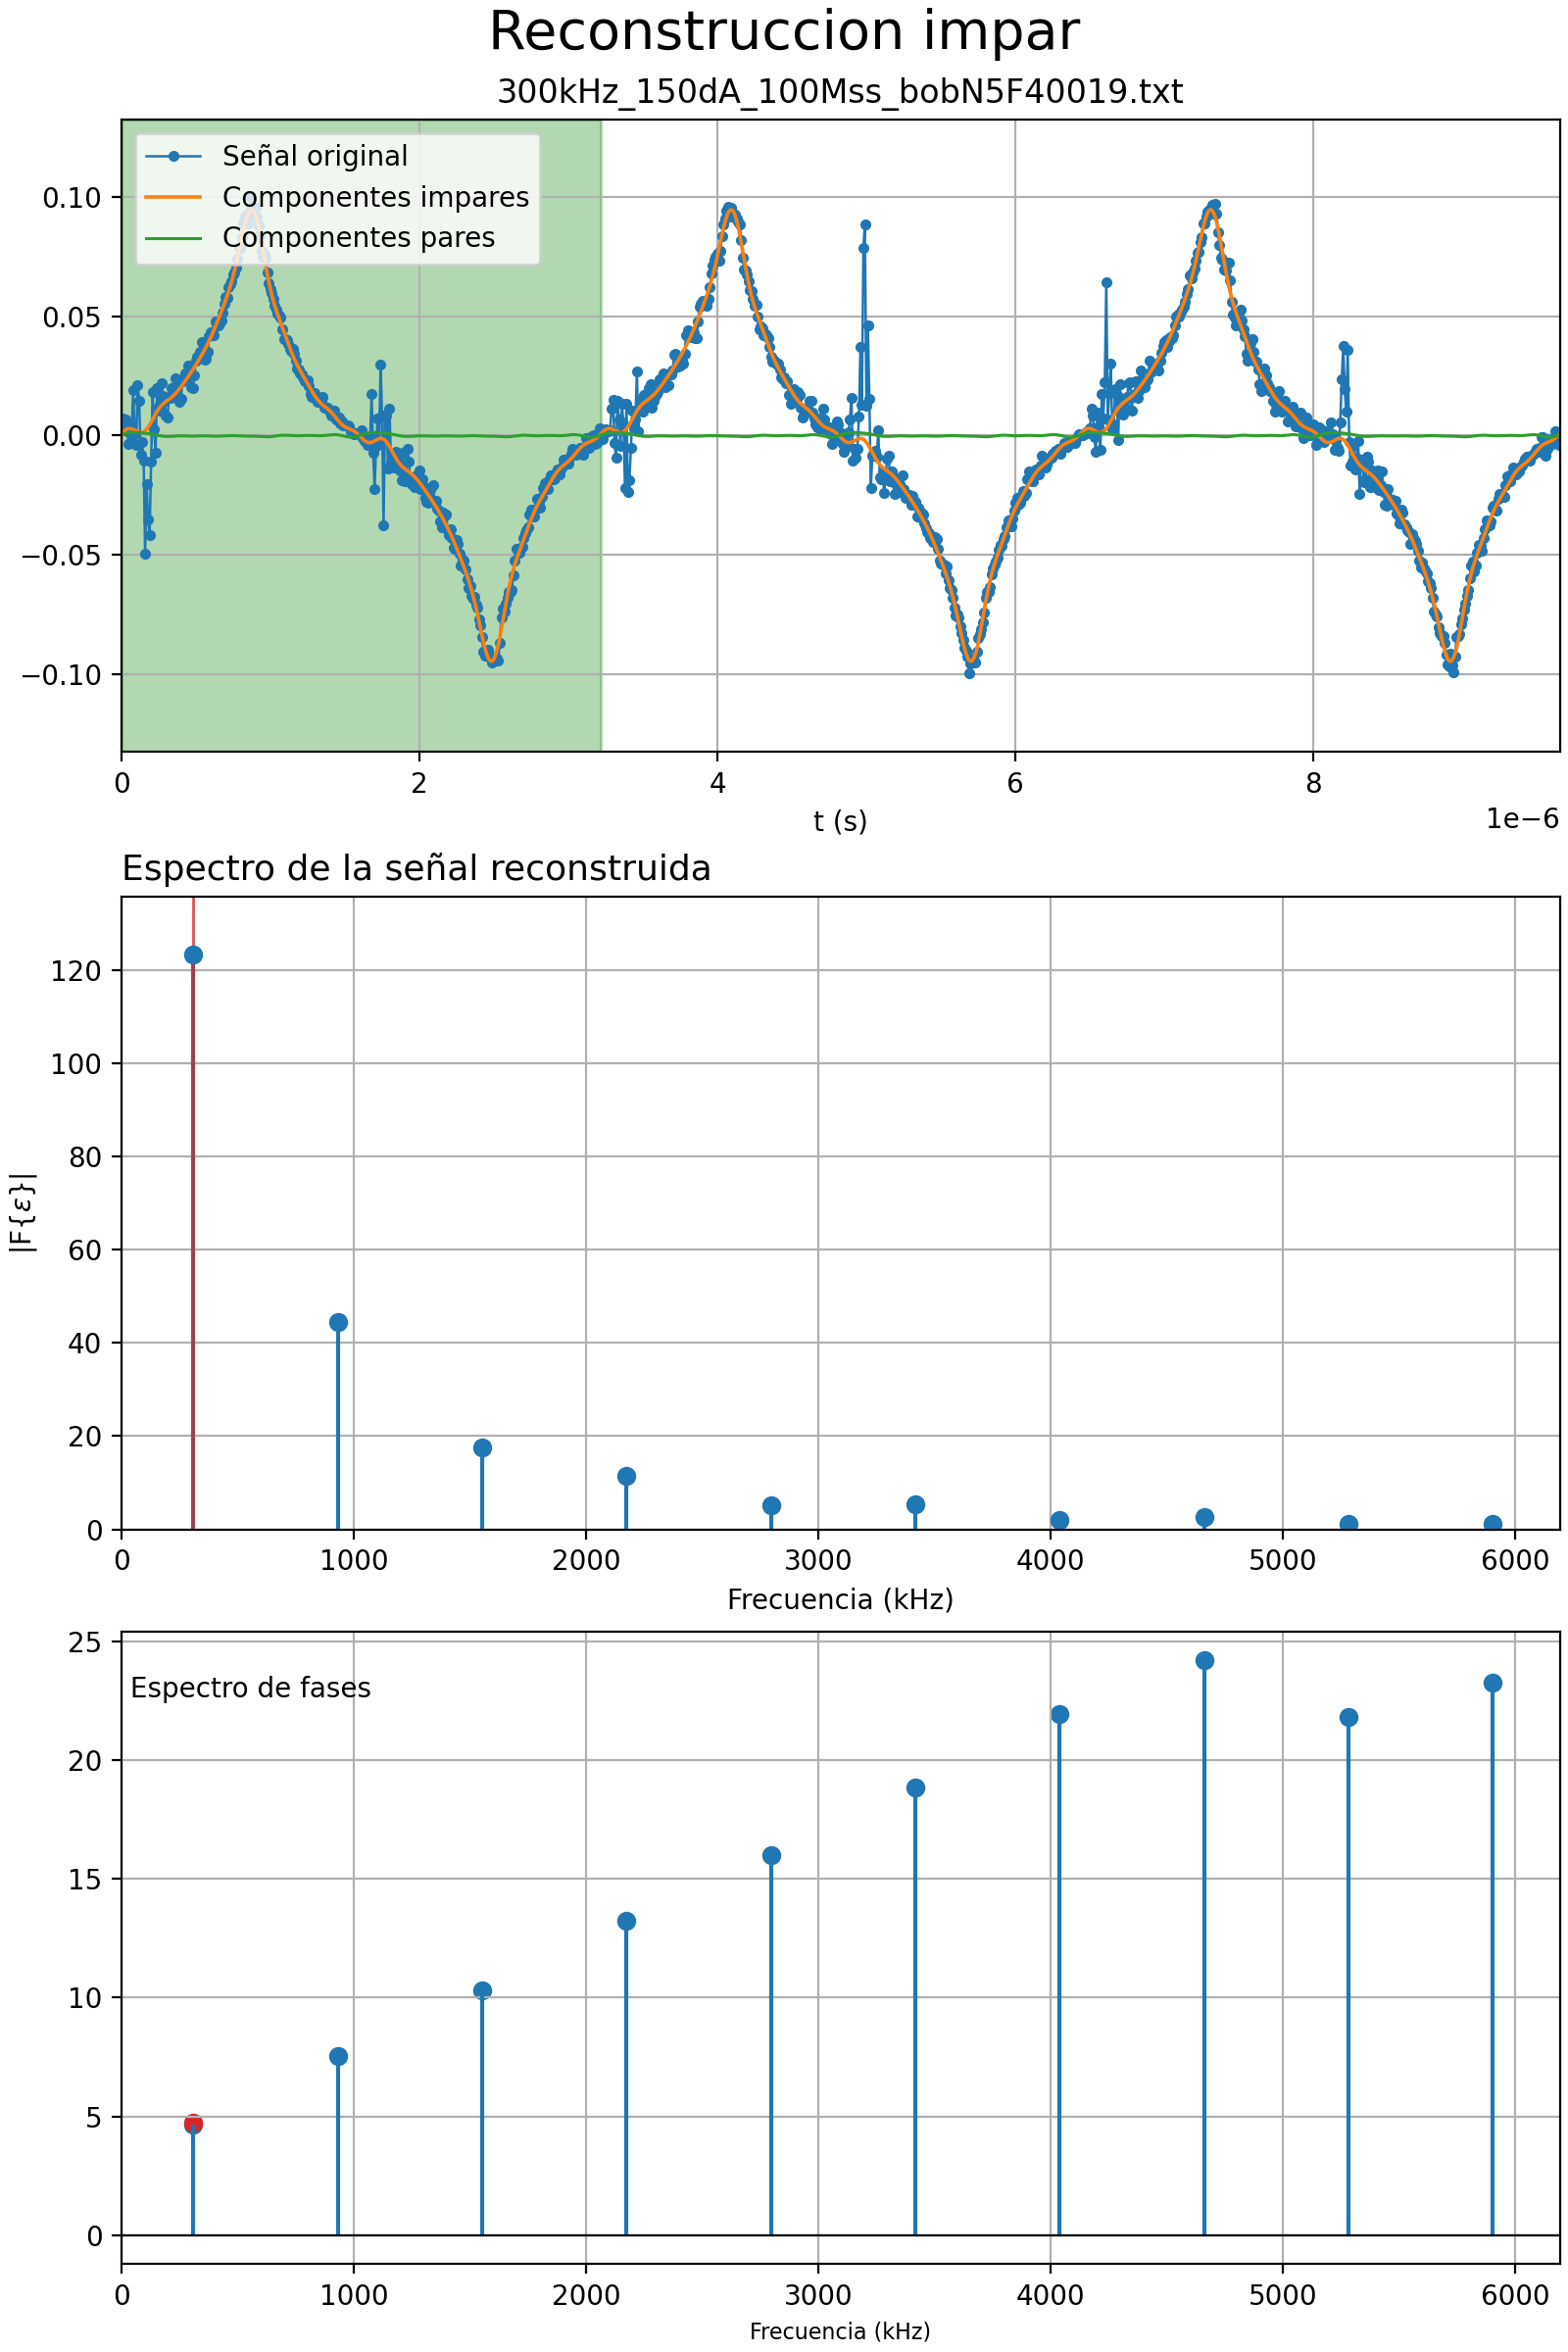 Reconstruccion impar
300kHz_150dA_100Mss_bobN5F40019.txt
Señal original
Componentes impares
Componentes pares
0.10
0.05
0.00
−0.05
−0.10
0 2 4 6 8
t (s)
1e−6
Espectro de la señal reconstruida
120
100
80
60
40
20
0
|F{ε}|
0 1000 2000 3000 4000 5000 6000
Frecuencia (kHz)
25
20
15
10
5
0
Espectro de fases
0 1000 2000 3000 4000 5000 6000
Frecuencia (kHz)